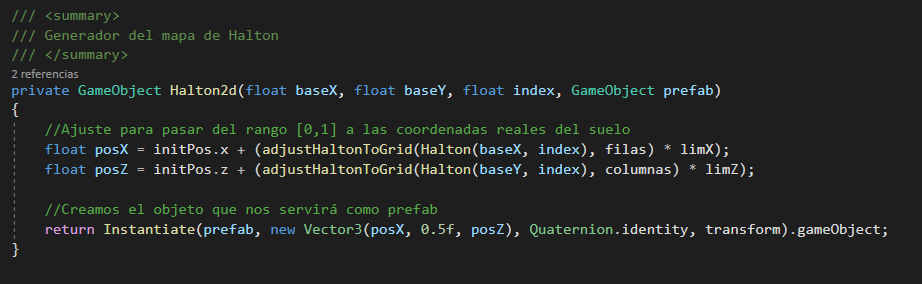 /// <summary>
/// Generador del mapa de Halton
/// </summary>
2 referencias
private GameObject Halton2d(float baseX, float baseY, float index, GameObject prefab)
{
//Ajuste para pasar del rango [0,1] a las coordenadas reales del suelo
float posX = initPos.x + (adjustHaltonToGrid(Halton(baseX, index), filas) * limX);
float posZ = initPos.z + (adjustHaltonToGrid(Halton(baseY, index), columnas) * limZ);
//Creamos el objeto que nos servirá como prefab
return Instantiate(prefab, new Vector3(posX, 0.5f, posZ), Quaternion.identity, transform).gameObject;
}